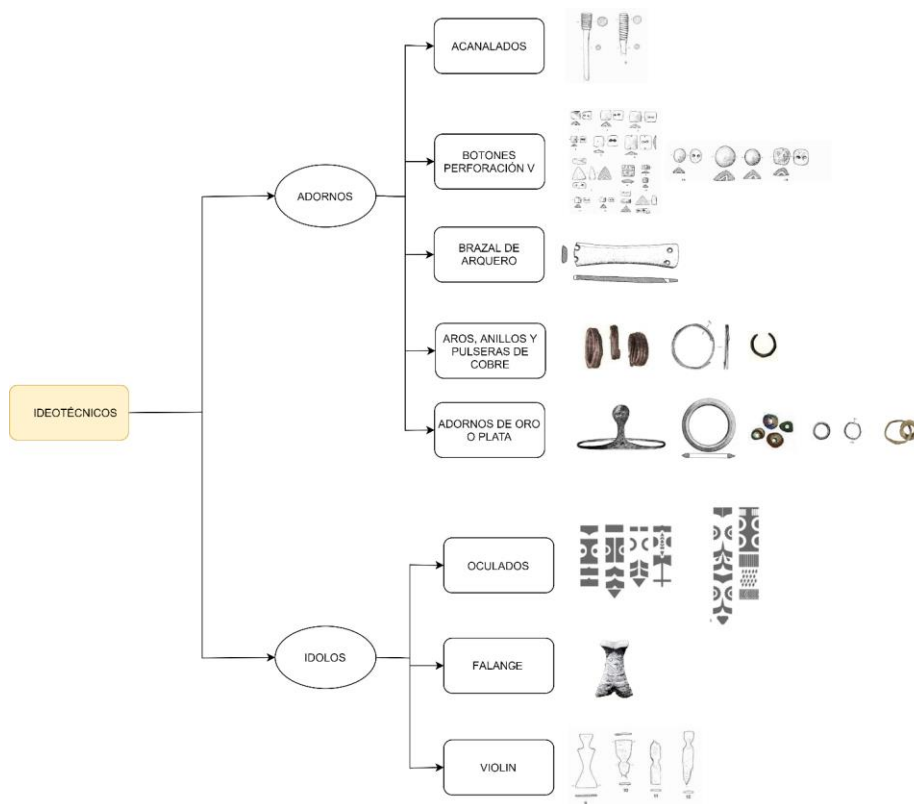 ACANALADOS
BOTONES
PERFORACIÓN V
ADORNOS
BRAZAL DE
ARQUERO
AROS, ANILLOS Y
PULSERAS DE
COBRE
IDEOTÉCNICOS
ADORNOS DE ORO
O PLATA
OCULADOS
IDOLOS
FALANGE
VIOLIN